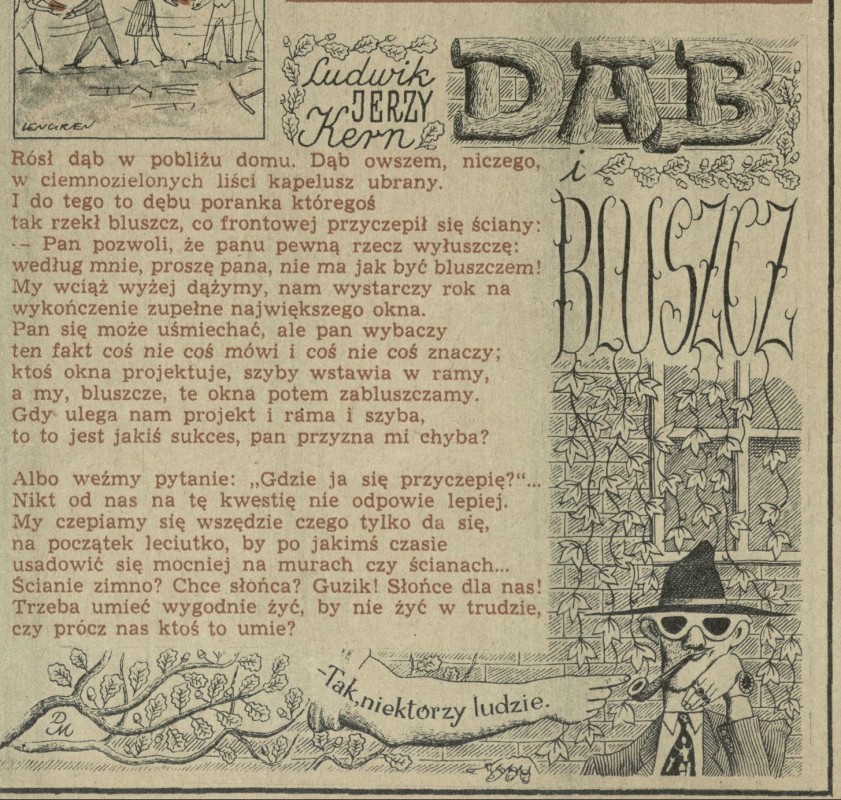 LENGREN
Ludwik
JERZY
Kern
DĄB
i
BLUSZCZ
Rósł dąb w pobliżu domu. Dąb owszem, niczego,
w ciemnozielonych liści kapelusz ubrany.
I do tego to dębu poranka któregoś
tak rzekł bluszcz, co frontowej przyczepił się ściany:
— Pan pozwoli, że panu pewną rzecz wyłuszczę:
według mnie, proszę pana, nie ma jak być bluszczem!
My wciąż wyżej dążymy, nam wystarczy rok na
wykończenie zupełne największego okna.
Pan się może uśmiechać, ale pan wybaczy
ten fakt coś nie coś mówi i coś nie coś znaczy;
ktoś okna projektuje, szyby wstawia w ramy,
a my, bluszcze, te okna potem zabluszczamy.
Gdy ulega nam projekt i rama i szyba,
to to jest jakiś sukces, pan przyzna mi chyba?
Albo weźmy pytanie: „Gdzie ja się przyczepię?“...
Nikt od nas na tę kwestię nie odpowie lepiej.
My czepiamy się wszędzie czego tylko da się,
na początek leciutko, by po jakimś czasie
usadowić się mocniej na murach czy ścianach...
Ścianie zimno? Chce słońca? Guzik! Słońce dla nas!
Trzeba umieć wygodnie żyć, by nie żyć w trudzie,
czy prócz nas ktoś to umie?
-Tak, niektórzy ludzie.
DM